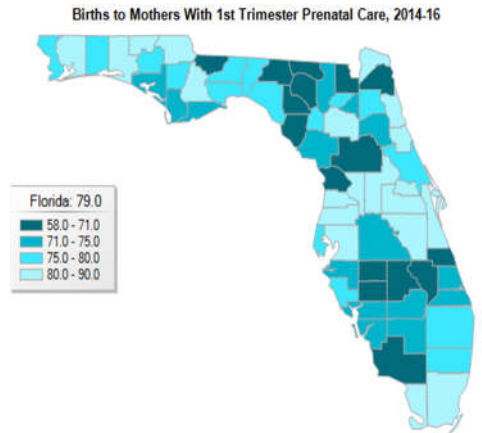 Births to Mothers With 1st Trimester Prenatal Care, 2014-16
Florida: 79.0
58.0 - 71.0
71.0 - 75.0
75.0 - 80.0
80.0 - 90.0